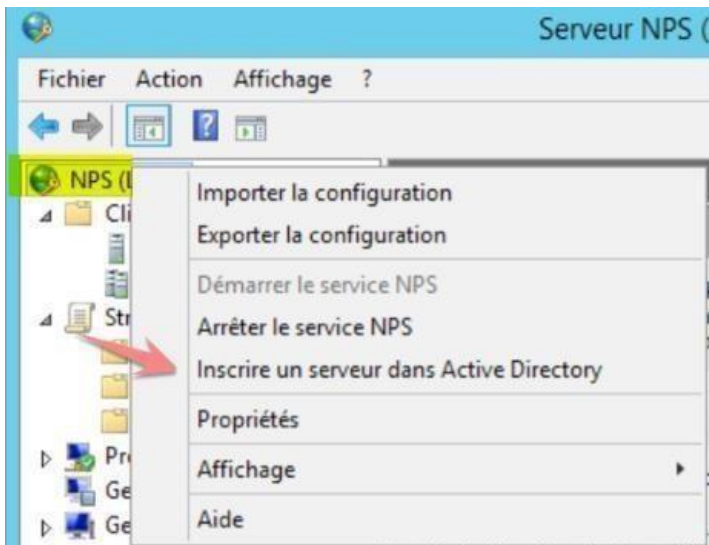 Serveur NPS (
Fichier Action Affichage ?
NPS (L
Importer la configuration
Cli
Exporter la configuration
Démarrer le service NPS
Str
Arrêter le service NPS
Inscrire un serveur dans Active Directory
Propriétés
Pr
Affichage
Ge
Ge
Aide